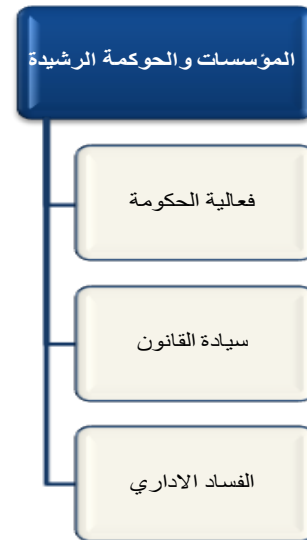 المؤسسات والحوكمة الرشيدة
فعالية الحكومة
سيادة القانون
الفساد الاداري